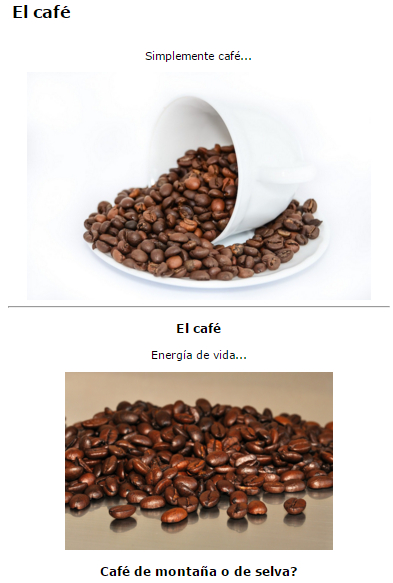 El café
Simplemente café...
El café
Energía de vida...
Café de montaña o de selva?